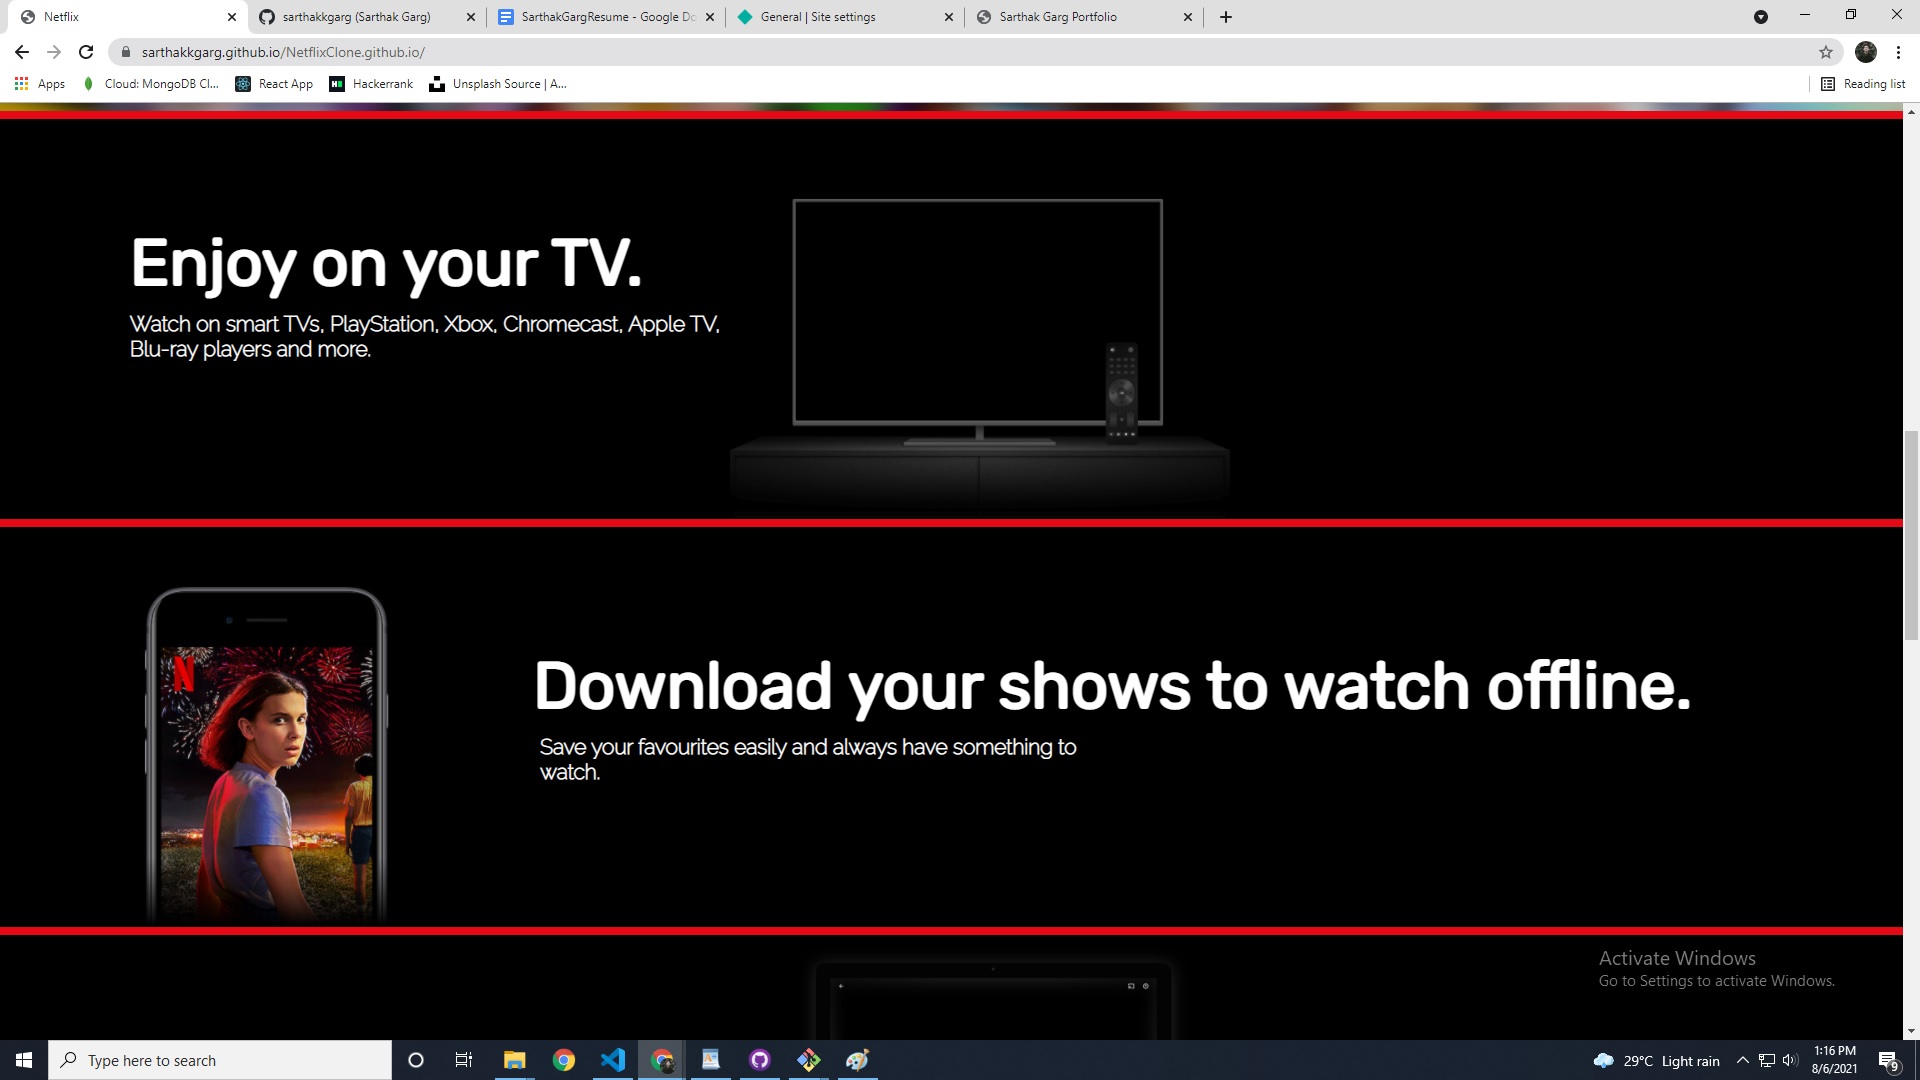 Netflix
sarthakkgarg (Sarthak Garg)
SarthakGargResume - Google Do
General | Site settings
Sarthak Garg Portfolio
sarthakkgarg.github.io/NetflixClone.github.io/
Apps
Cloud: MongoDB Cl...
React App
Hackerrank
Unsplash Source | A...
Reading list
Enjoy on your TV.
Watch on smart TVs, PlayStation, Xbox, Chromecast, Apple TV,
Blu-ray players and more.
N
Download your shows to watch offline.
Save your favourites easily and always have something to
watch.
Activate Windows
Go to Settings to activate Windows.
Type here to search
29°C Light rain
1:16 PM
8/6/2021
9